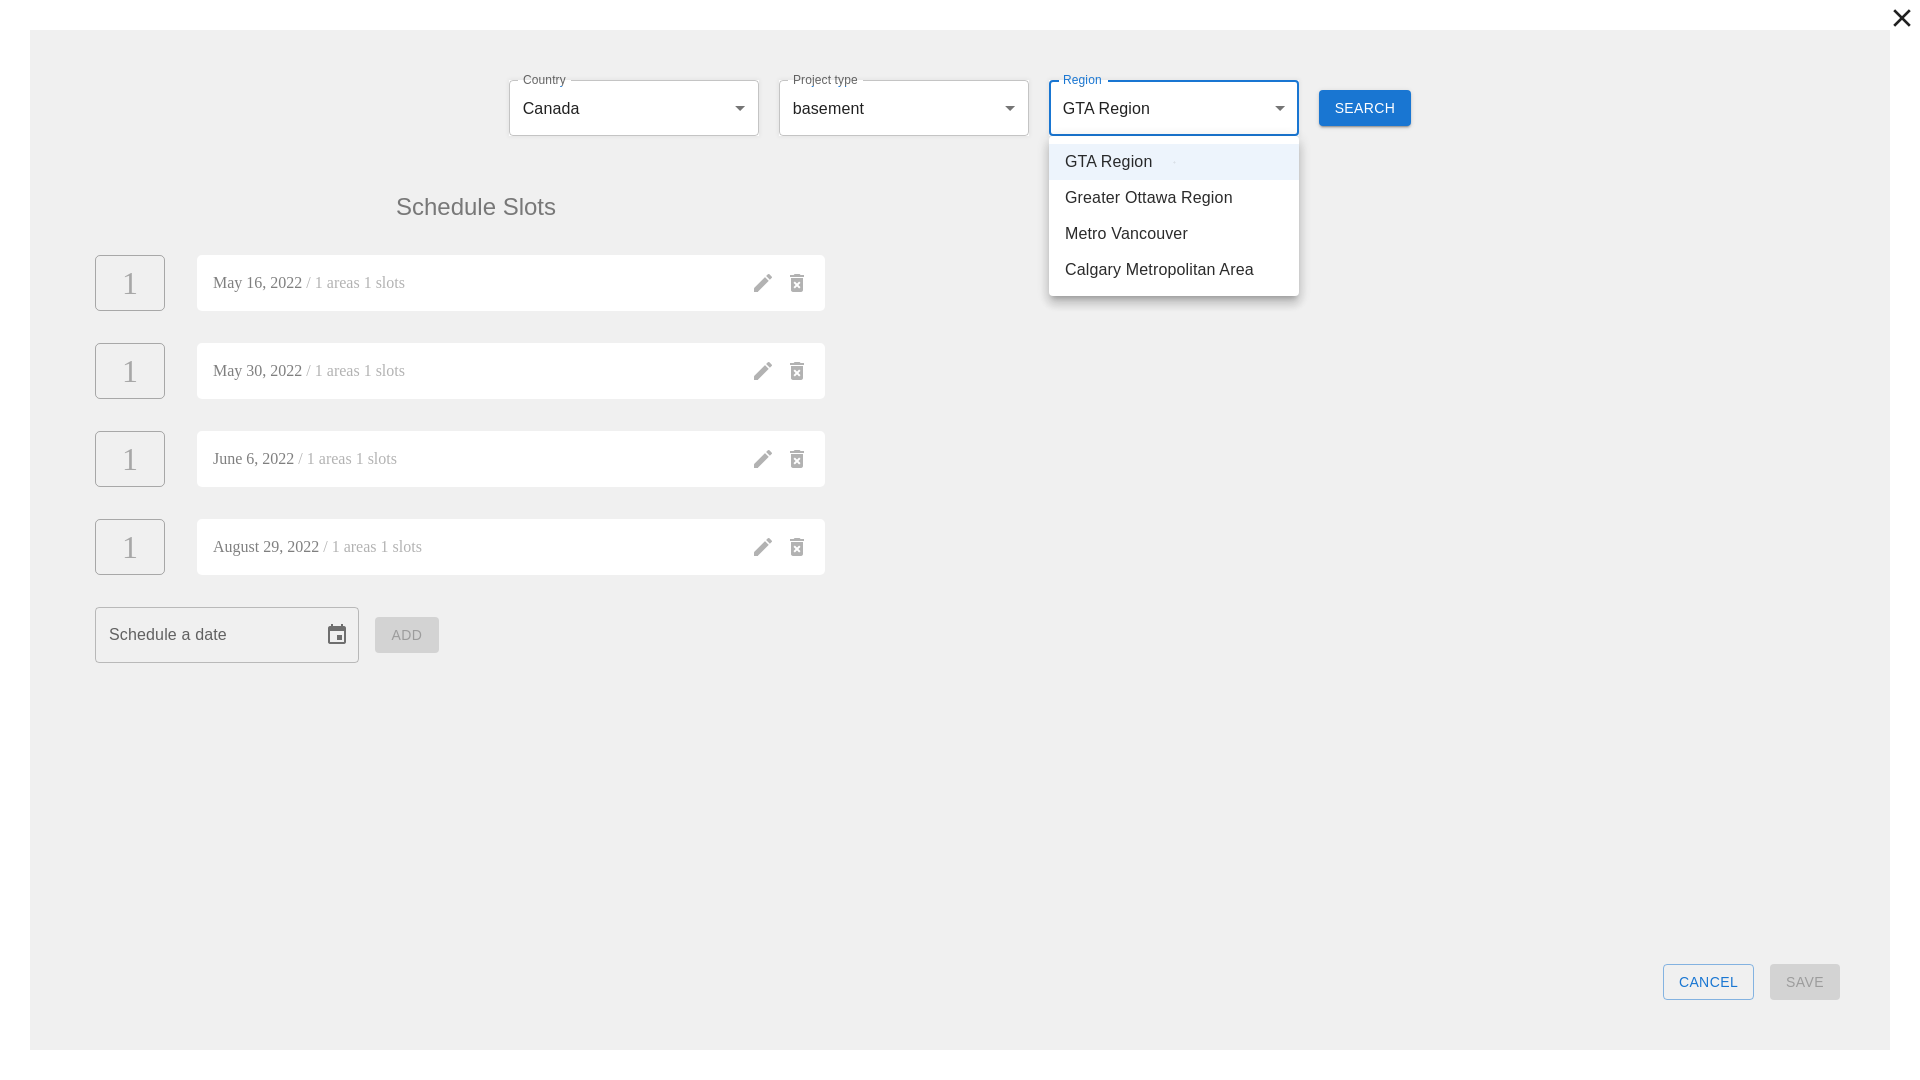 Country
Canada
Project type
basement
Region
GTA Region
SEARCH
GTA Region
Greater Ottawa Region
Metro Vancouver
Calgary Metropolitan Area
Schedule Slots
1
May 16, 2022 / 1 areas 1 slots
1
May 30, 2022 / 1 areas 1 slots
1
June 6, 2022 / 1 areas 1 slots
1
August 29, 2022 / 1 areas 1 slots
Schedule a date
ADD
CANCEL
SAVE